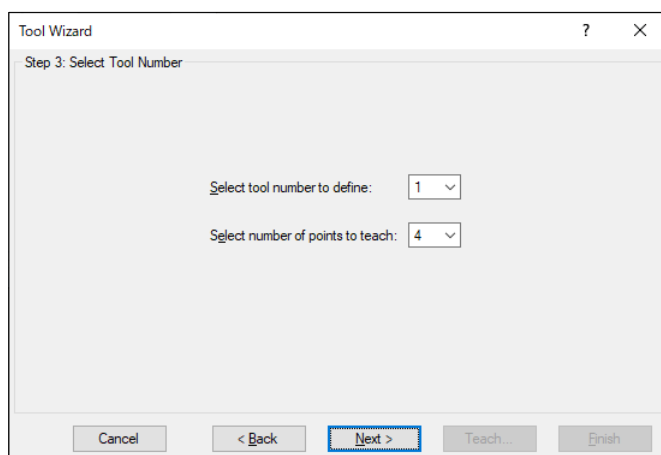 Tool Wizard ?
Step 3: Select Tool Number
Select tool number to define: 1
Select number of points to teach: 4
Cancel < Back Next > Teach... Finish